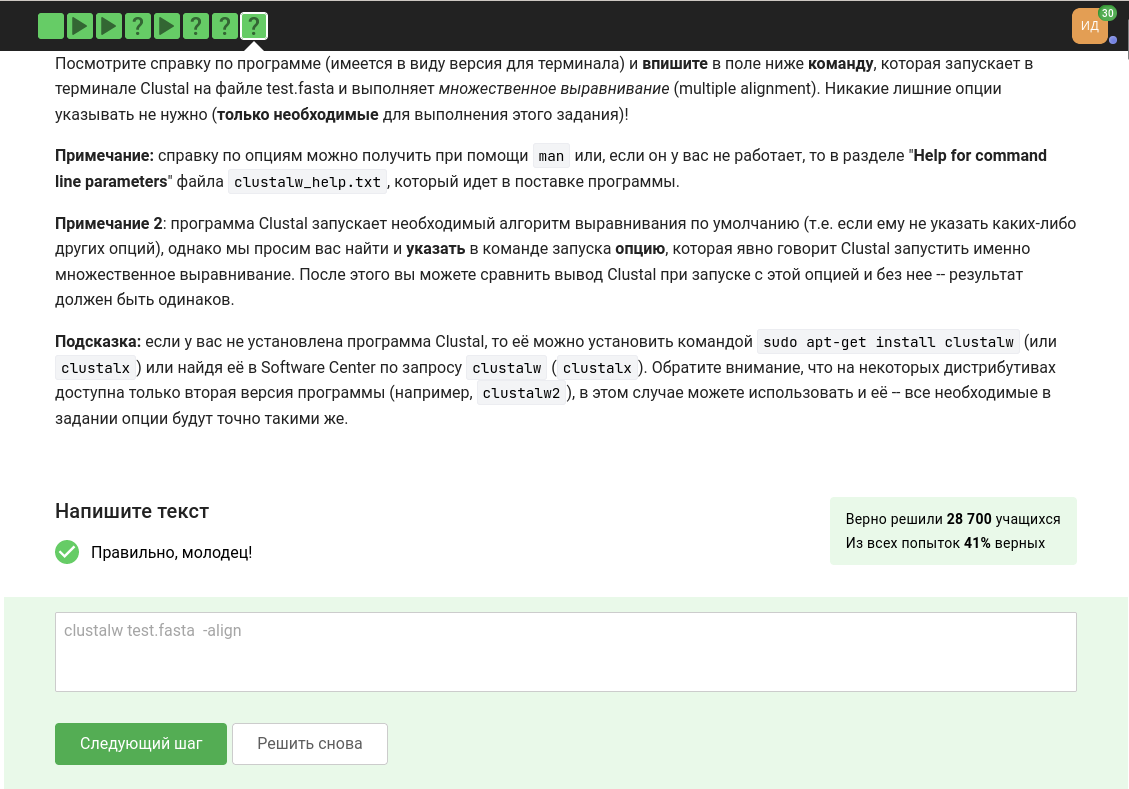 ? ? ? ?
ИД 30
Посмотрите справку по программе (имеется в виду версия для терминала) и впишите в поле ниже команду, которая запускает в
терминале Clustal на файле test.fasta и выполняет множественное выравнивание (multiple alignment). Никакие лишние опции
указывать не нужно (только необходимые для выполнения этого задания)!
Примечание: справку по опциям можно получить при помощи man или, если он у вас не работает, то в разделе "Help for command
line parameters" файла clustalw_help.txt, который идет в поставке программы.
Примечание 2: программа Clustal запускает необходимый алгоритм выравнивания по умолчанию (т.е. если ему не указать каких-либо
других опций), однако мы просим вас найти и указать в команде запуска опцию, которая явно говорит Clustal запустить именно
множественное выравнивание. После этого вы можете сравнить вывод Clustal при запуске с этой опцией и без нее -- результат
должен быть одинаков.
Подсказка: если у вас не установлена программа Clustal, то её можно установить командой sudo apt-get install clustalw (или
clustalx) или найдя её в Software Center по запросу clustalw (clustalx). Обратите внимание, что на некоторых дистрибутивах
доступна только вторая версия программы (например, clustalw2), в этом случае можете использовать и её -- все необходимые в
задании опции будут точно такими же.
Напишите текст
Правильно, молодец!
Верно решили 28 700 учащихся
Из всех попыток 41% верных
clustalw test.fasta -align
Следующий шаг Решить снова